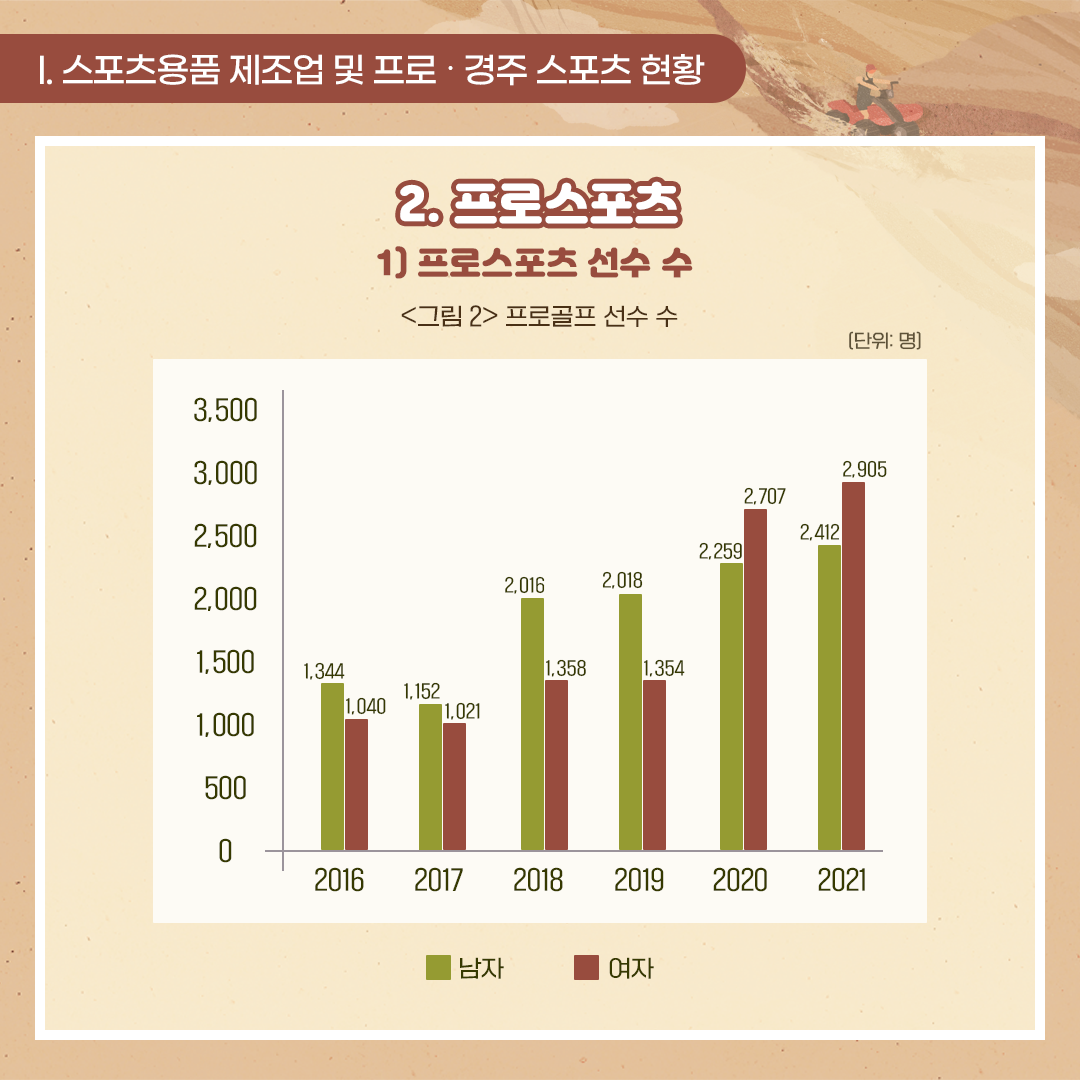 I. 스포츠용품 제조업 및 프로 · 경주 스포츠 현황
2. 프로스포츠
1) 프로스포츠 선수 수
<그림 2> 프로골프 선수 수
(단위: 명)
3,500
3,000
2,500
2,000
1,500
1,000
500
0
1,344
1,040
1,152
1,021
2,016
1,358
2,018
1,354
2,259
2,707
2,412
2,905
2016 2017 2018 2019 2020 2021
남자 여자